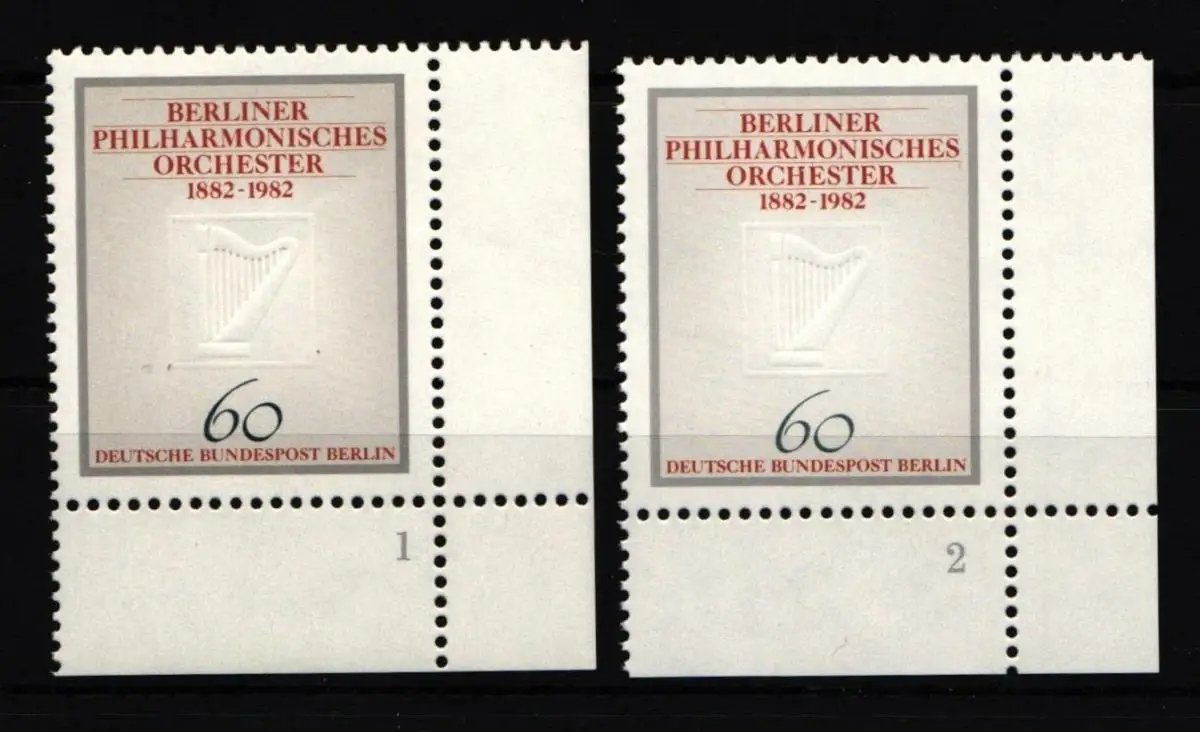 BERLINER
PHILHARMONISCHES
ORCHESTER
1882-1982
60
DEUTSCHE BUNDESPOST BERLIN
1
BERLINER
PHILHARMONISCHES
ORCHESTER
1882-1982
60
DEUTSCHE BUNDESPOST BERLIN
2